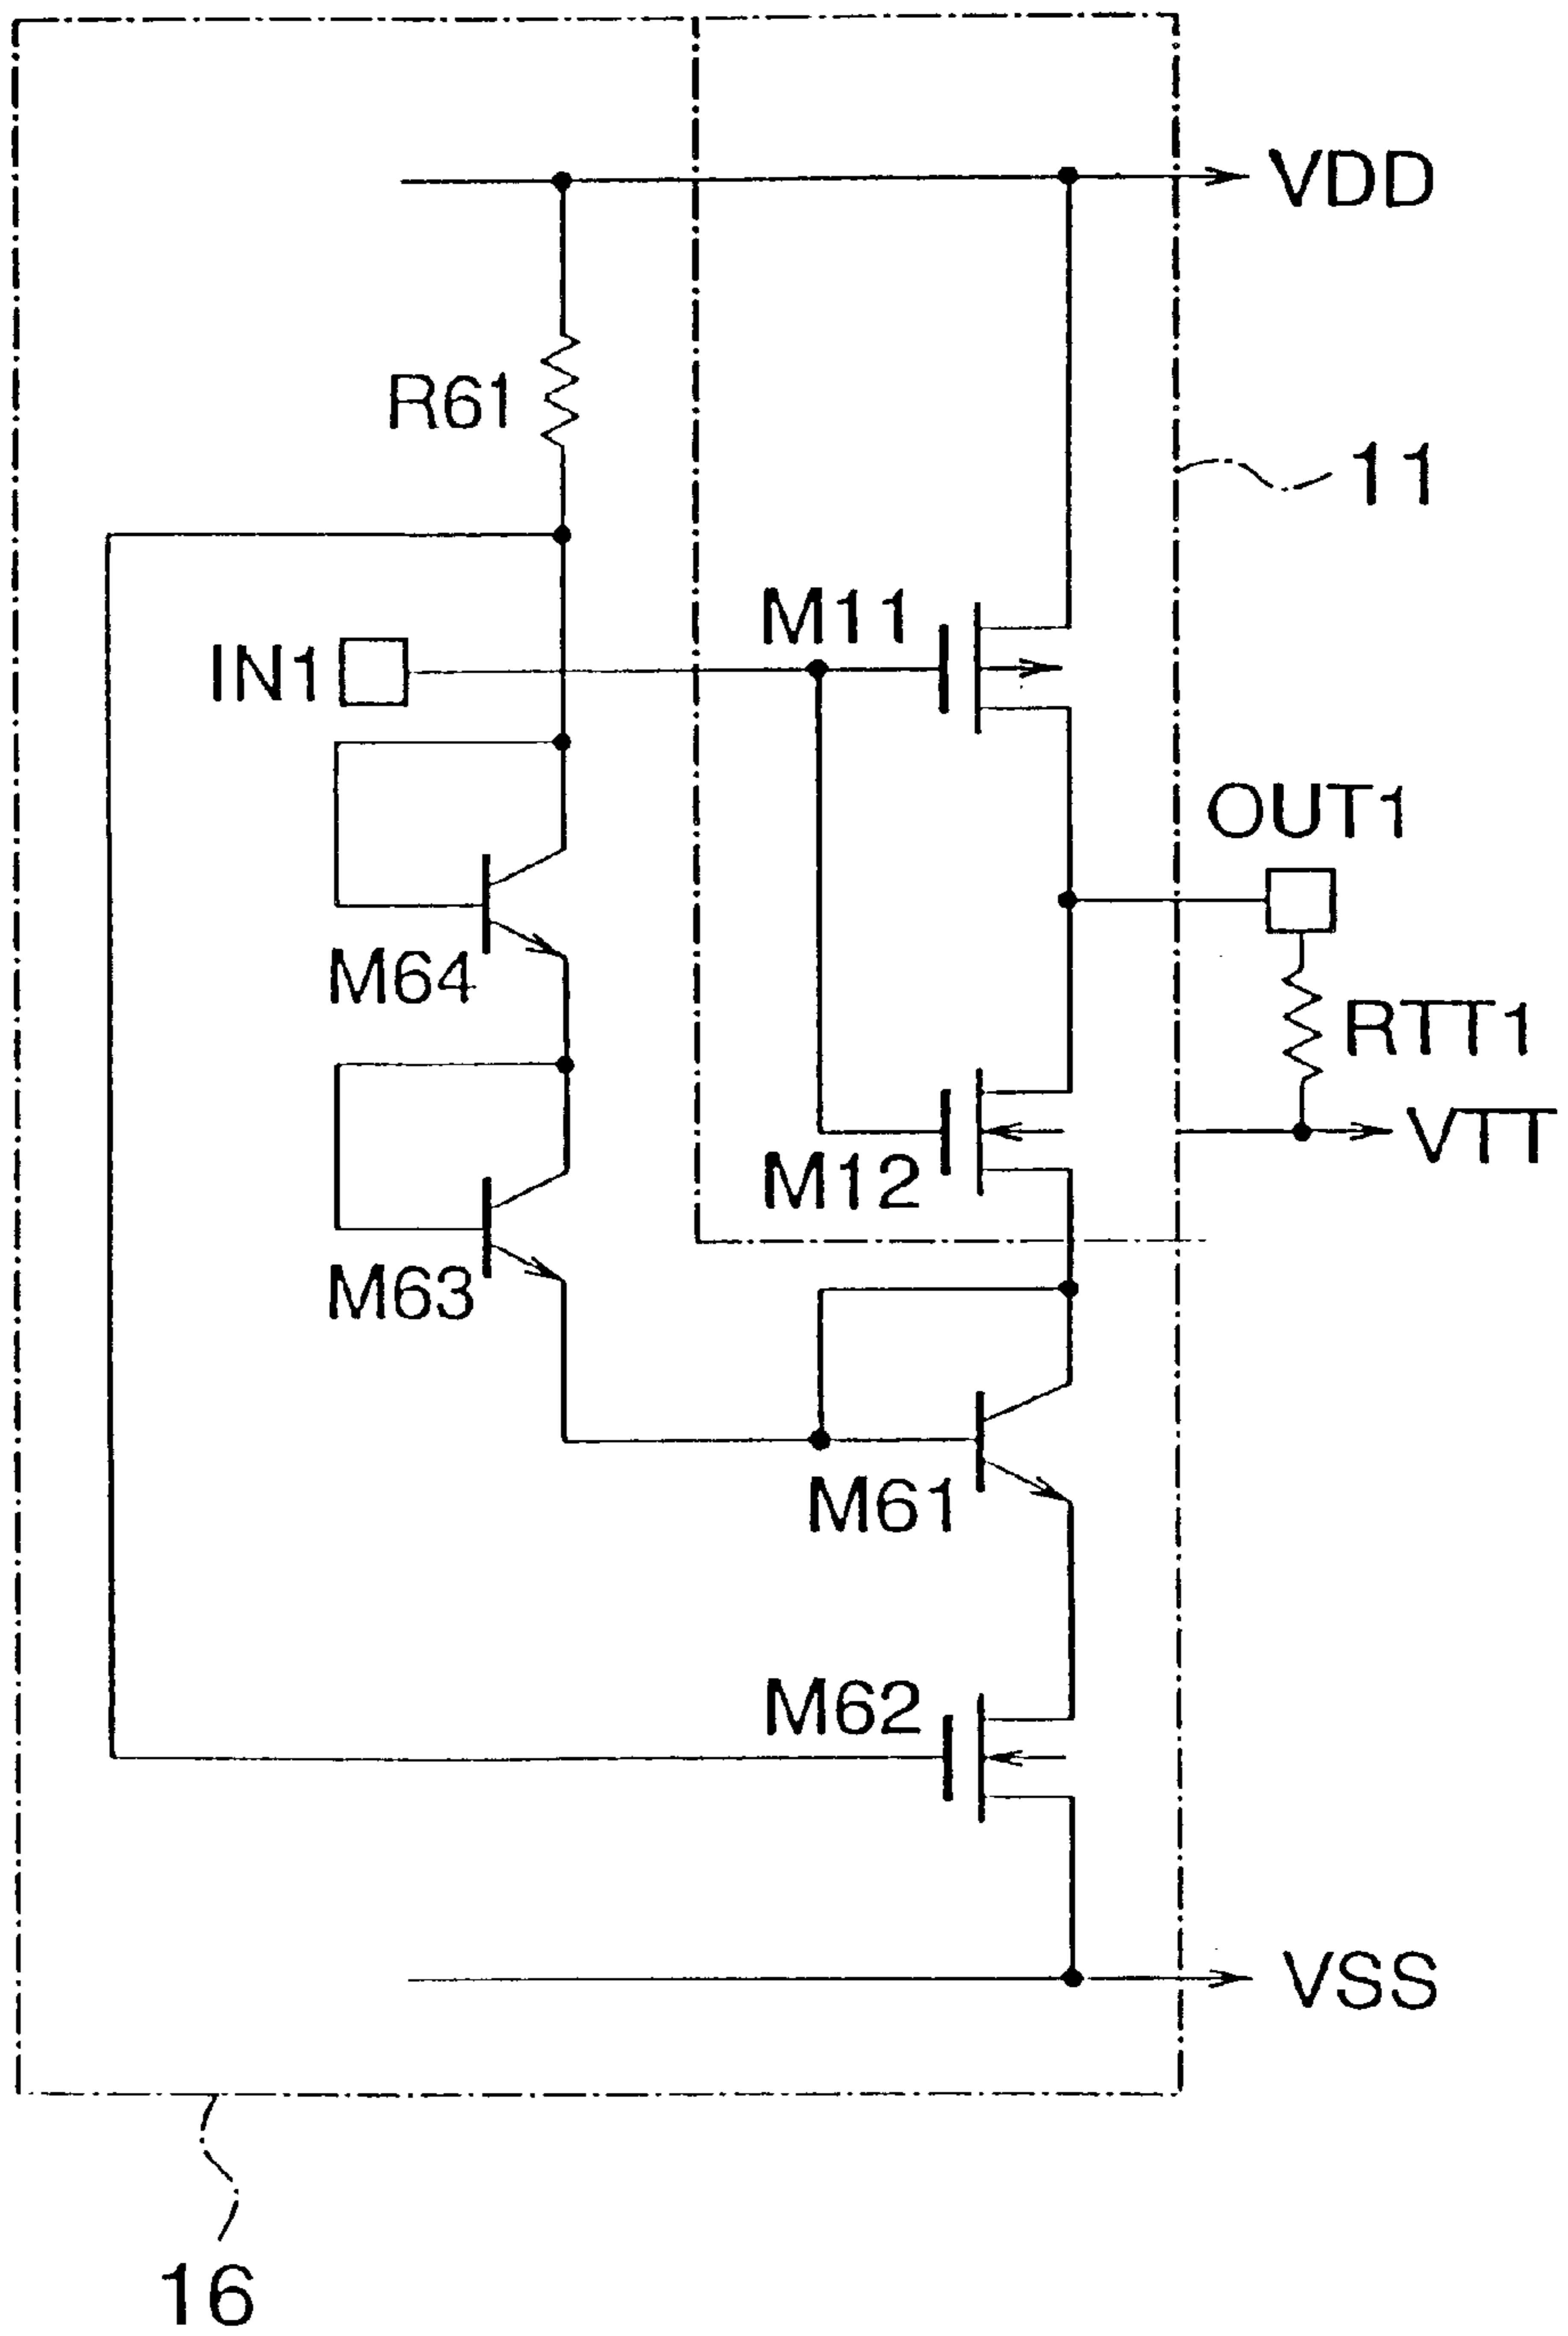 VDD
R61
11
M11
IN1
OUT1
M64
RTT1
VTT
M12
M63
M61
M62
VSS
16